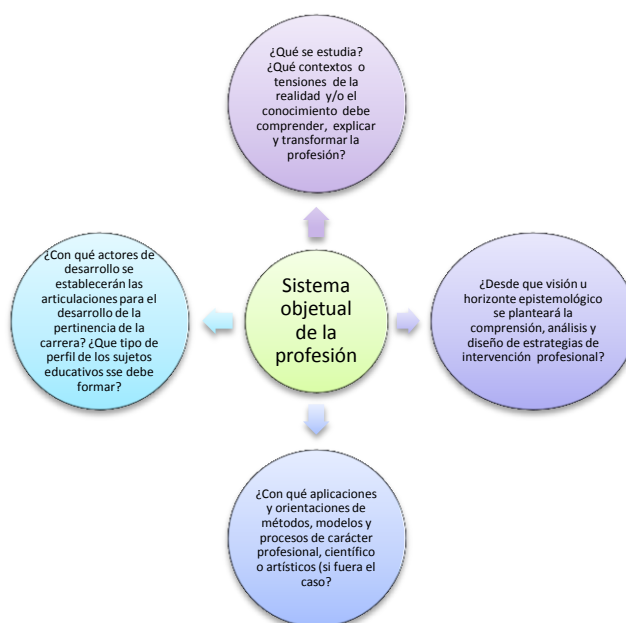 ¿Qué se estudia?
¿Qué contextos o
tensiones de la
realidad y/o el
conocimiento debe
comprender, explicar
y transformar la
profesión?
¿Con qué actores de
desarrollo se
establecerán las
articulaciones para el
desarrollo de la
pertinencia de la
carrera? ¿Que tipo de
perfil de los sujetos
educativos sse debe
formar?
Sistema
objetual
de la
profesión
¿Desde que visión u
horizonte epistemológico
se planteará la
comprensión, análisis y
diseño de estrategias de
intervención profesional?
¿Con qué aplicaciones
y orientaciones de
métodos, modelos y
procesos de carácter
profesional, científico
o artísticos (si fuera el
caso?